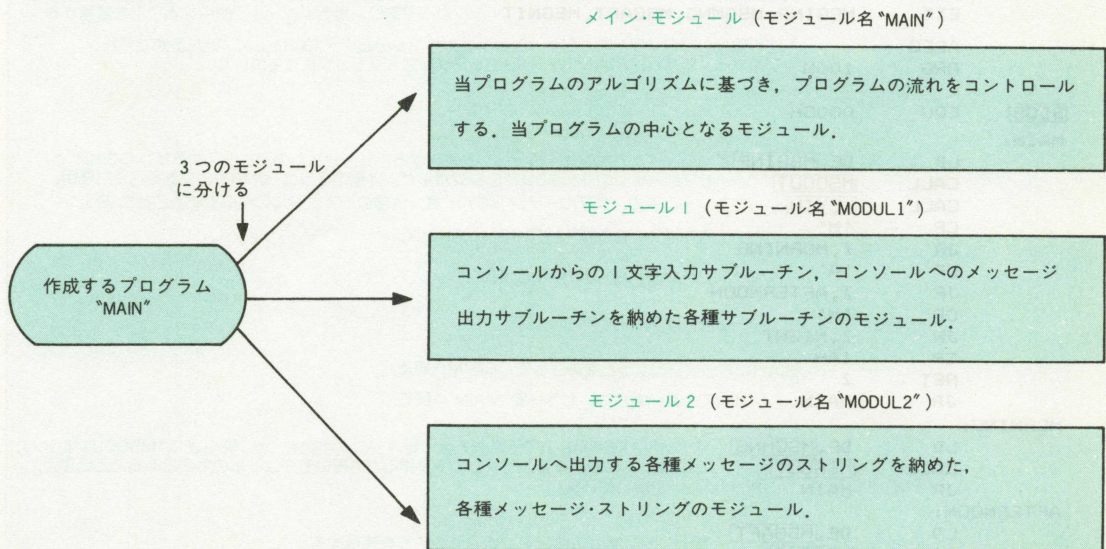 メイン・モジュール (モジュール名〝MAIN〞)
当プログラムのアルゴリズムに基づき，プログラムの流れをコントロール
する．当プログラムの中心となるモジュール．
3つのモジュール
に分ける
モジュール1 (モジュール名〝MODUL1〞)
作成するプログラム
〝MAIN〞
コンソールからの1文字入力サブルーチン，コンソールへのメッセージ
出力サブルーチンを納めた各種サブルーチンのモジュール．
モジュール2 (モジュール名〝MODUL2〞)
コンソールへ出力する各種メッセージのストリングを納めた，
各種メッセージ・ストリングのモジュール．